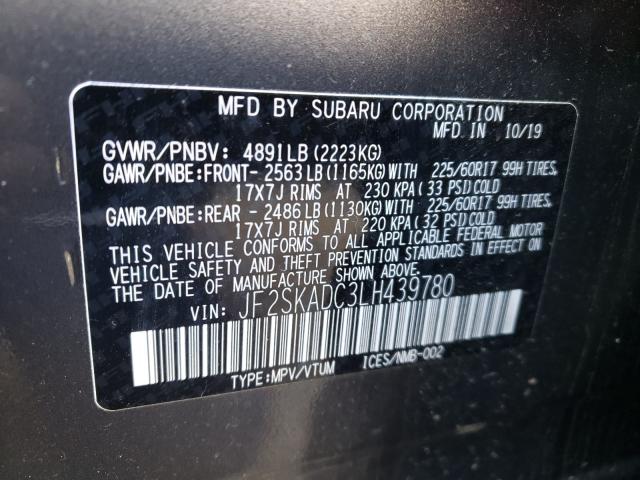 MFD BY SUBARU CORPORATION
MFD IN 10/19
GVWR/PNBV: 4891LB (2223KG)
GAWR/PNBE:FRONT- 2563 LB (1165KG) WITH 225/60R17 99H TIRES,
17X7J RIMS AT 230 KPA (33 PSI) COLD
GAWR/PNBE:REAR - 2486 LB (1130KG) WITH 225/60R17 99H TIRES,
17X7J RIMS AT 220 KPA (32 PSI) COLD
THIS VEHICLE CONFORMS TO ALL APPLICABLE FEDERAL MOTOR
VEHICLE SAFETY AND THEFT PREVENTION STANDARDS IN EFFECT ON
THE DATE OF MANUFACTURE SHOWN ABOVE.
VIN: JF2SKADC3LH439780
TYPE:MPV/VTUM ICES/NMB-002